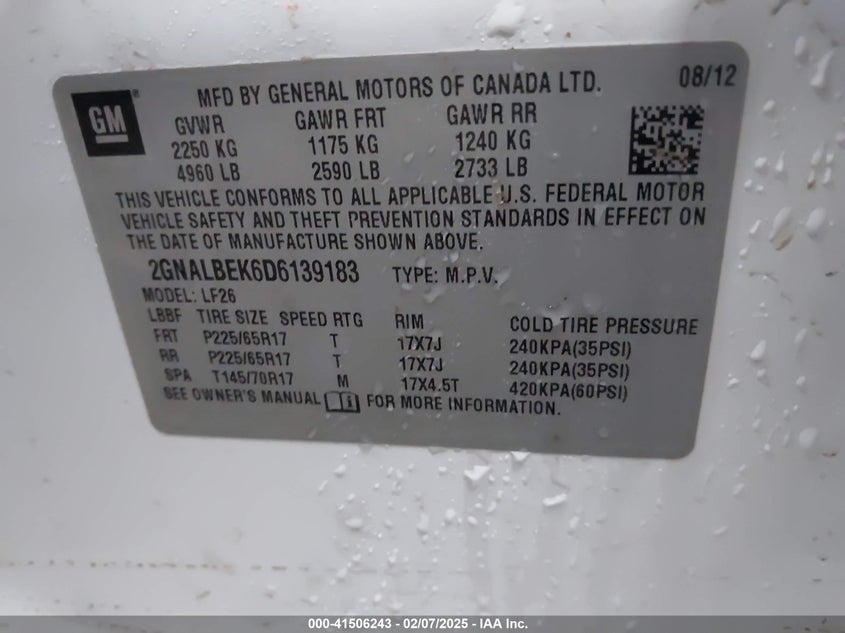 GM ® MFD BY GENERAL MOTORS OF CANADA LTD. 08/12
GVWR GAWR FRT GAWR RR
2250 KG 1175 KG 1240 KG
4960 LB 2590 LB 2733 LB
THIS VEHICLE CONFORMS TO ALL APPLICABLE U.S. FEDERAL MOTOR
VEHICLE SAFETY AND THEFT PREVENTION STANDARDS IN EFFECT ON
THE DATE OF MANUFACTURE SHOWN ABOVE.
2GNALBEK6D6139183 TYPE: M.P.V.
MODEL: LF26
LBBF TIRE SIZE SPEED RTG RIM COLD TIRE PRESSURE
FRT P225/65R17 T 17X7J 240KPA(35PSI)
RR P225/65R17 T 17X7J 240KPA(35PSI)
SPA T145/70R17 M 17X4.5T 420KPA(60PSI)
SEE OWNER'S MANUAL FOR MORE INFORMATION.
000-41506243 - 02/07/2025 - IAA Inc.